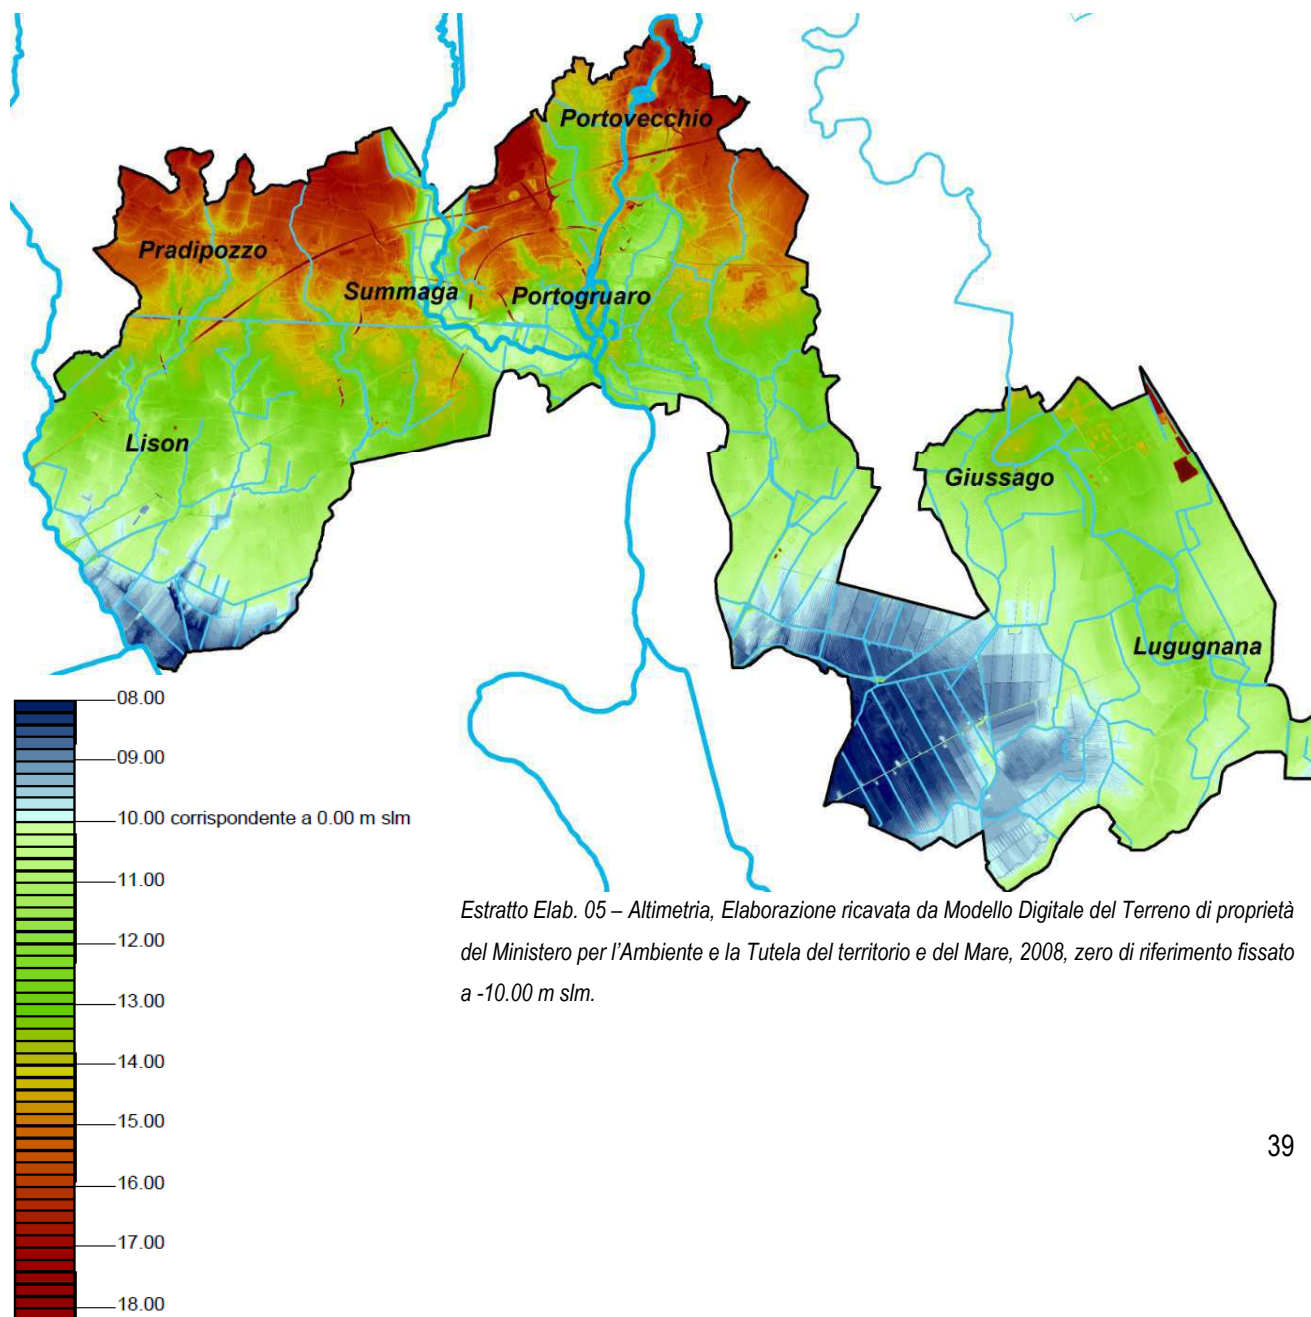 Portovecchio
Pradipozzo
Summaga
Portogruaro
Lison
Giussago
Lugugnana
08.00
09.00
10.00 corrispondente a 0.00 m slm
11.00
12.00
13.00
14.00
15.00
16.00
17.00
18.00
Estratto Elab. 05 – Altimetria, Elaborazione ricavata da Modello Digitale del Terreno di proprietà
del Ministero per l'Ambiente e la Tutela del territorio e del Mare, 2008, zero di riferimento fissato
a -10.00 m slm.
39